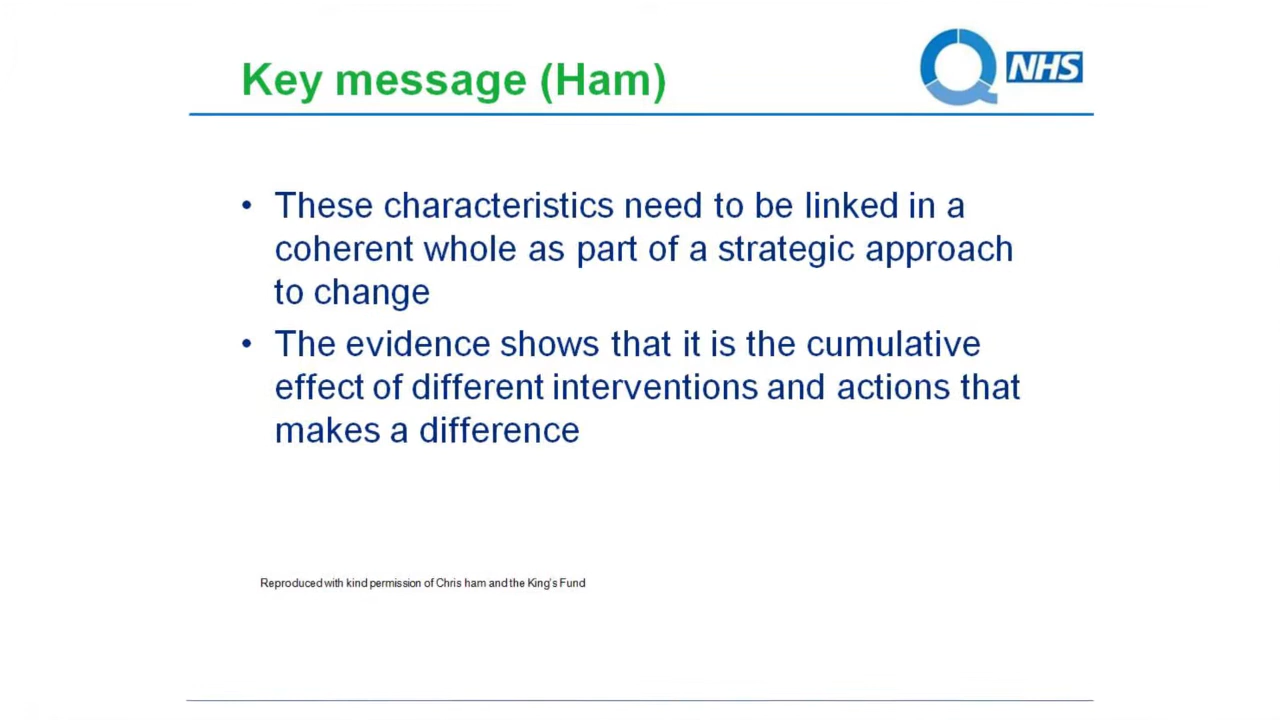 Key message (Ham)
NHS
• These characteristics need to be linked in a
coherent whole as part of a strategic approach
to change
• The evidence shows that it is the cumulative
effect of different interventions and actions that
makes a difference
Reproduced with kind permission of Chris ham and the King's Fund